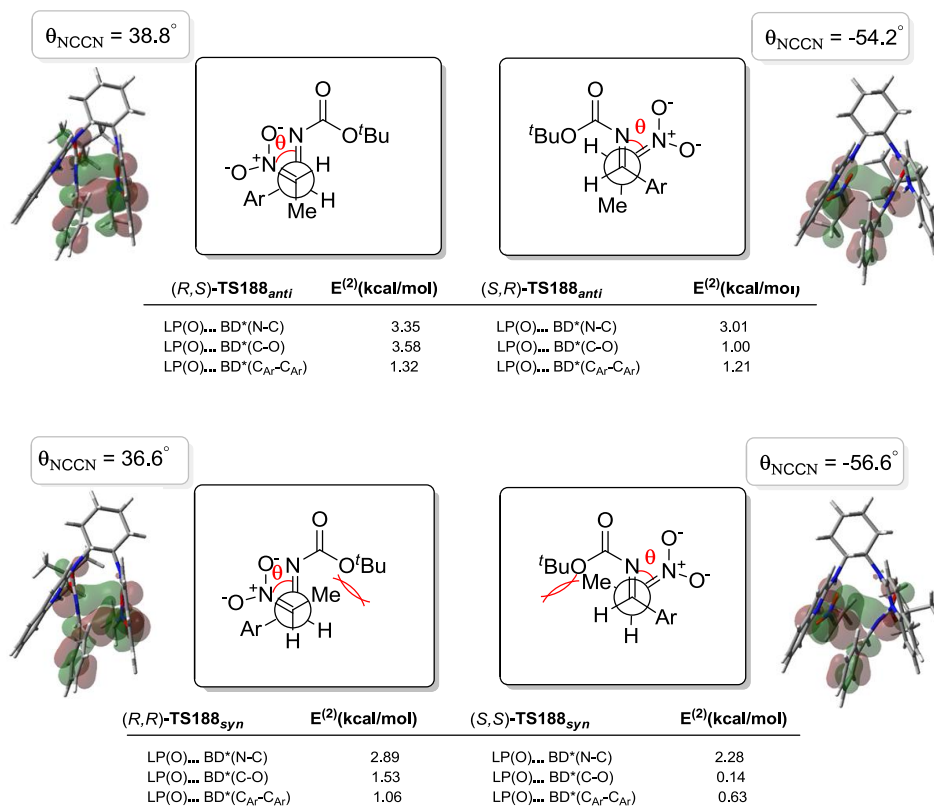 θNCCN = 38.8°
θNCCN = -54.2°
O
O-
-O
N+
θ
N
OtBu
H
H
Ar
Me
O
tBuO
N
θ
N+
O-
O-
H
H
Ar
Me
(R,S)-TS188anti E(2)(kcal/mol) (S,R)-TS188anti E(2)(kcal/mol)
LP(O)... BD*(N-C) 3.35 LP(O)... BD*(N-C) 3.01
LP(O)... BD*(C-O) 3.58 LP(O)... BD*(C-O) 1.00
LP(O)... BD*(CAr-CAr) 1.32 LP(O)... BD*(CAr-CAr) 1.21
θNCCN = 36.6°
θNCCN = -56.6°
O
O-
-O
N+
θ
N
OtBu
Me
Ar
H
H
O
tBuO
Me
N
θ
N+
O-
O-
H
H
Ar
(R,R)-TS188syn E(2)(kcal/mol) (S,S)-TS188syn E(2)(kcal/mol)
LP(O)... BD*(N-C) 2.89 LP(O)... BD*(N-C) 2.28
LP(O)... BD*(C-O) 1.53 LP(O)... BD*(C-O) 0.14
LP(O)... BD*(CAr-CAr) 1.06 LP(O)... BD*(CAr-CAr) 0.63